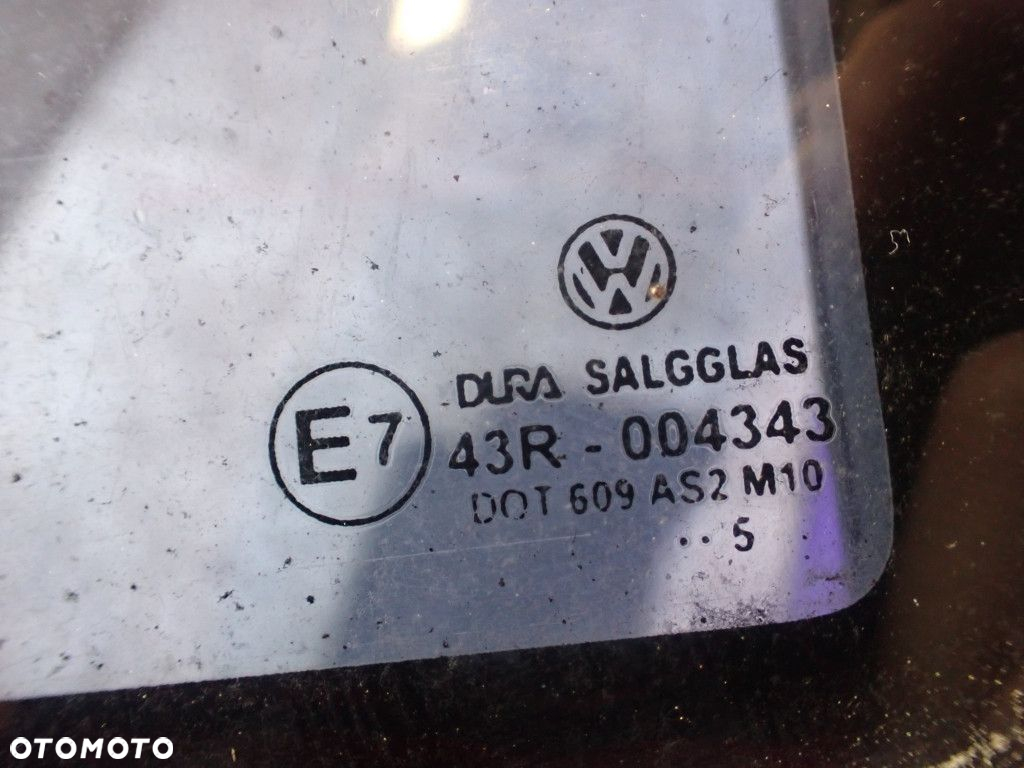 DURA SALGGLAS
E7
43R - 004343
DOT 609 AS2 M10
.. 5
OTOMOTO